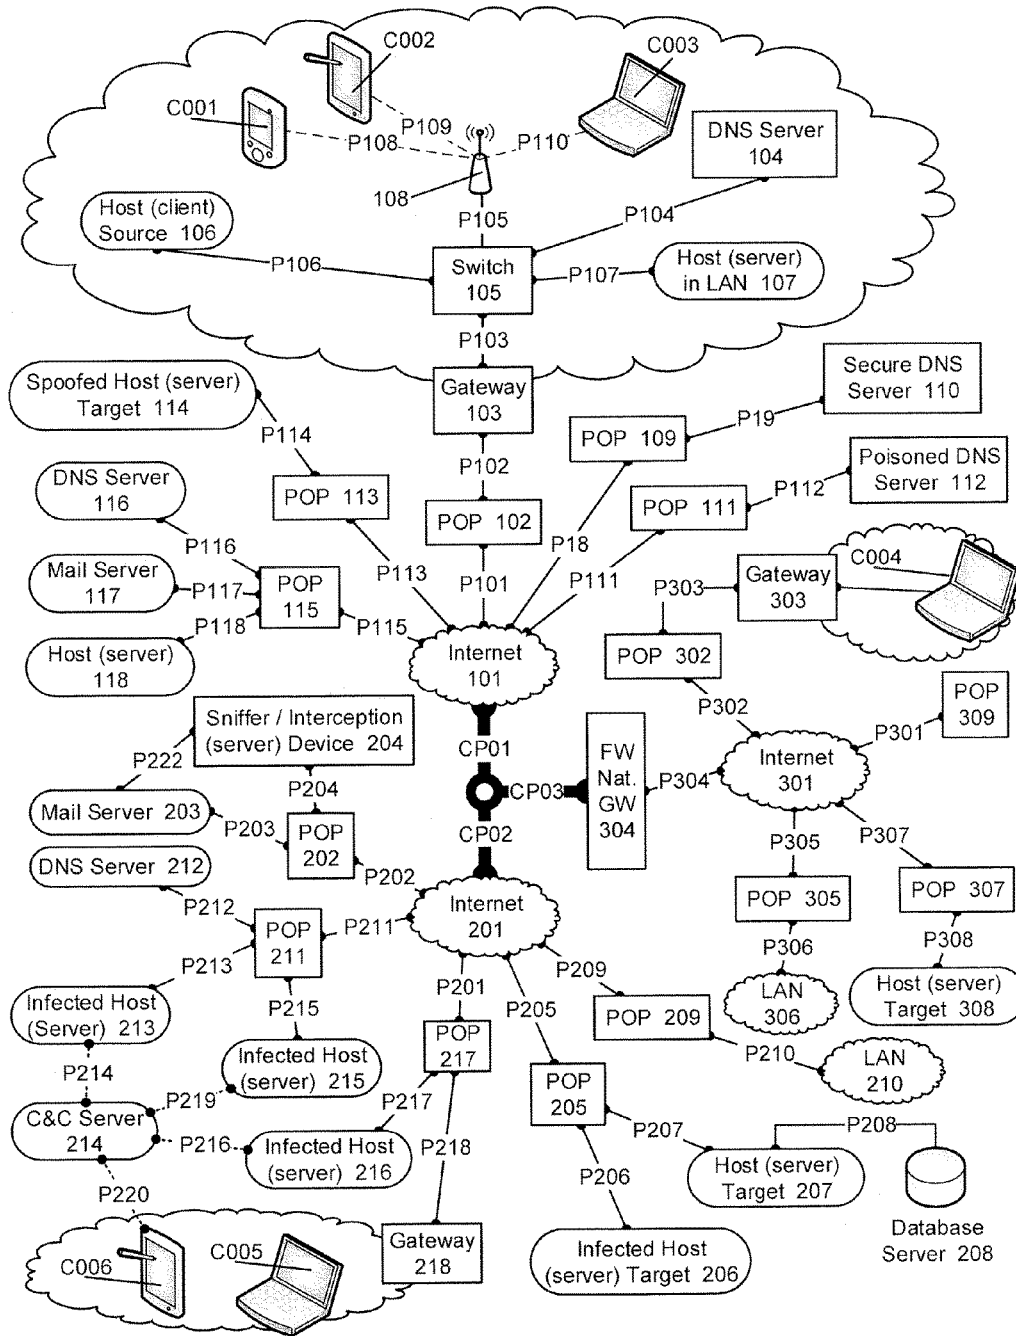 C002
C003
C001
P109
P108
P110
DNS Server
104
108
Host (client)
Source 106
P105
P104
P106
Switch
105
P107
Host (server)
in LAN 107
P103
Spoofed Host (server)
Target 114
Gateway
103
Secure DNS
Server 110
P114
P19
POP 109
P102
DNS Server
116
POP 113
POP 102
POP 111
P112
Poisoned DNS
Server 112
P116
P113
P101
P18
P111
C004
Mail Server
117
P117
POP
115
P303
Gateway
303
P118
P115
Host (server)
118
Internet
101
POP 302
POP
309
Sniffer / Interception
(server) Device 204
P302
P301
P222
CP01
FW
Nat.
GW
304
Internet
301
P204
CP03
P304
Mail Server 203
P203
POP
202
CP02
P305
P307
DNS Server 212
P202
P212
Internet
201
POP 305
POP 307
POP
211
P211
P213
P209
P306
P308
P215
P201
P205
Infected Host
(Server) 213
LAN
306
Host (server)
Target 308
POP 209
POP
217
P210
LAN
210
P214
Infected Host
(server) 215
P219
POP
205
C&C Server
214
P217
P216
P207
P208
Infected Host
(server) 216
P218
P206
Host (server)
Target 207
P220
C005
C006
Gateway
218
Infected Host
(server) Target 206
Database
Server 208